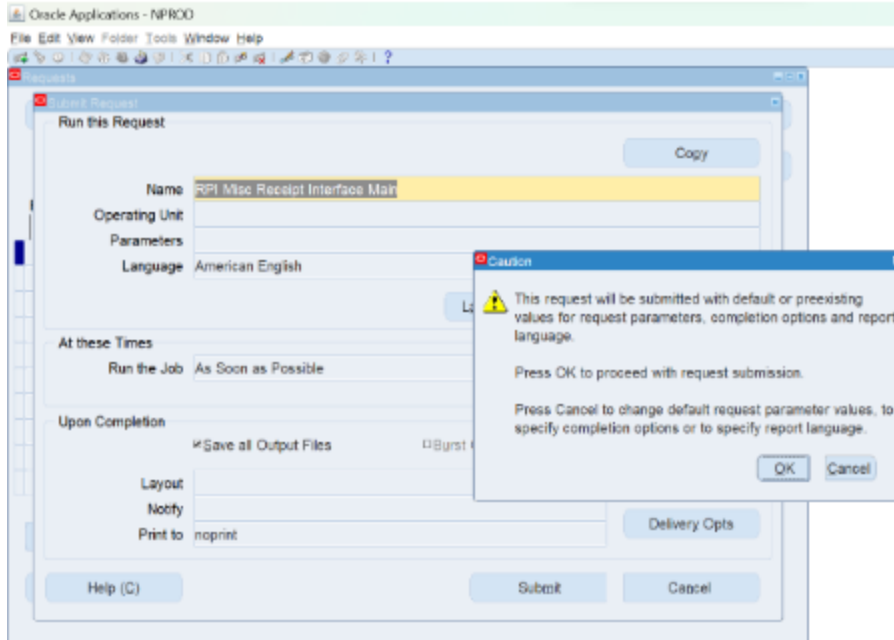 Oracle Applications - NPROD
File Edit View Folder Tools Window Help
Requests
Submit Request
Run this Request
Copy
Name RPI Misc Receipt Interface Main
Operating Unit
Parameters
Language American English
At these Times
Run the Job As Soon as Possible
Upon Completion
Save all Output Files
Burst
Layout
Notify
Print to noprint
Delivery Opts
Help (C)
Submit
Cancel
Caution
This request will be submitted with default or preexisting
values for request parameters, completion options and report
language.
Press OK to proceed with request submission.
Press Cancel to change default request parameter values, to
specify completion options or to specify report language.
OK
Cancel